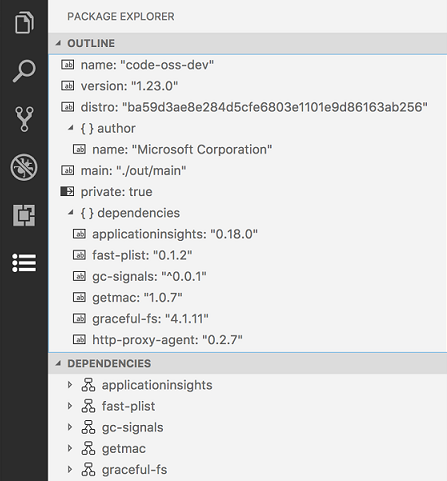 PACKAGE EXPLORER
OUTLINE
name: "code-oss-dev"
version: "1.23.0"
distro: "ba59d3ae8e284d5cfe6803e1101e9d86163ab256"
{ } author
name: "Microsoft Corporation"
main: "./out/main"
private: true
{ } dependencies
applicationinsights: "0.18.0"
fast-plist: "0.1.2"
gc-signals: "^0.0.1"
getmac: "1.0.7"
graceful-fs: "4.1.11"
http-proxy-agent: "0.2.7"
DEPENDENCIES
applicationinsights
fast-plist
gc-signals
getmac
graceful-fs